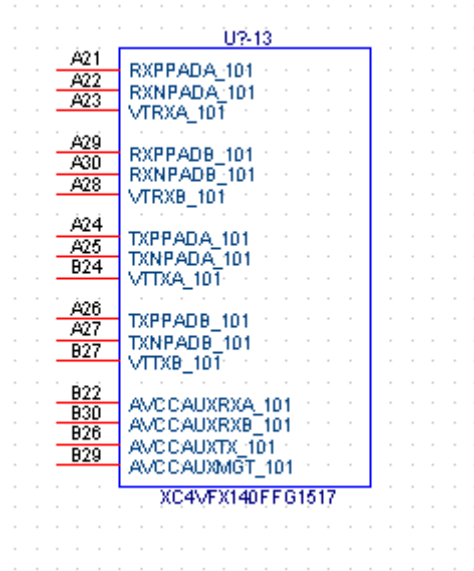 U?-13
A21 RXPPADA_101
A22 RXNPADA_101
A23 VTRXA_101
A29 RXPPADB_101
A30 RXNPADB_101
A28 VTRXB_101
A24 TXPPADA_101
A25 TXNPADA_101
B24 VTTXA_101
A26 TXPPADB_101
A27 TXNPADB_101
B27 VTTXB_101
B22 AVCCAUXRXA_101
B30 AVCCAUXRXB_101
B26 AVCCAUXTX_101
B29 AVCCAUXMGT_101
XC4VFX140FFG1517